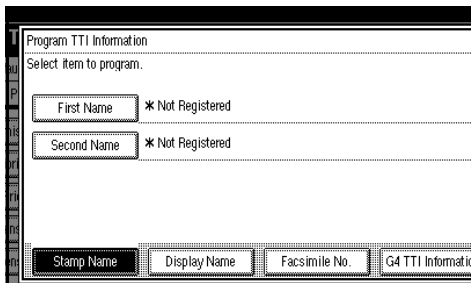 Program TTI Information
Select item to program.
First Name * Not Registered
Second Name * Not Registered
Stamp Name Display Name Facsimile No. G4 TTI Informatio